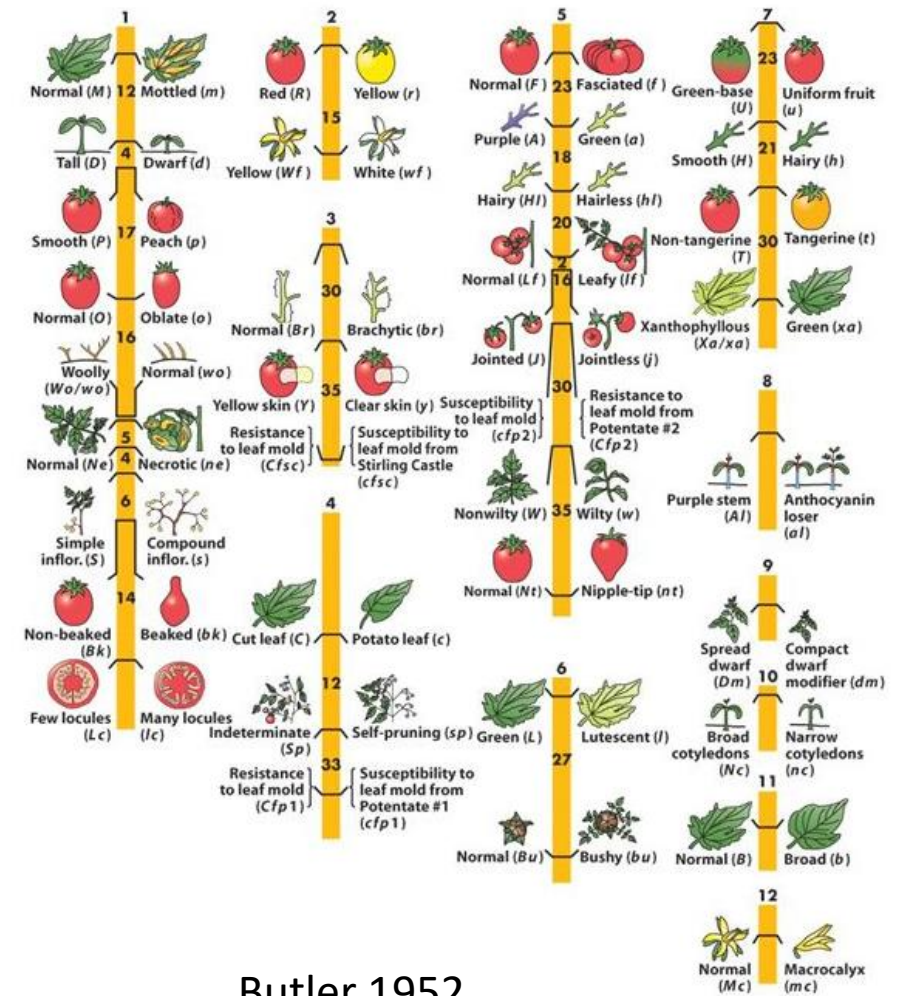 1
Normal (M) 12 Mottled (m)
Tall (D) 4 Dwarf (d)
Smooth (P) 17 Peach (p)
Normal (O) Oblate (o)
16
Woolly
(Wo/wo)
Normal (wo)
5
Normal (Ne) 4 Necrotic (ne)
6
Simple
inflor. (S)
Compound
inflor. (s)
14
Non-beaked
(Bk)
Beaked (bk)
Few locules
(Lc)
Many locules
(lc)
2
Red (R) Yellow (r)
15
Yellow (Wf) White (wf)
3
30
Normal (Br) Brachytic (br)
35
Yellow skin (Y) Clear skin (y)
Resistance
to leaf mold
(Cfsc)
Susceptibility to
leaf mold from
Stirling Castle
(cfsc)
4
Cut leaf (C) Potato leaf (c)
12
Indeterminate
(Sp)
Self-pruning (sp)
33
Resistance
to leaf mold
(Cfp1)
Susceptibility to
leaf mold from
Potentate #1
(cfp1)
5
Normal (F) 23 Fasciated (f)
Purple (A) Green (a)
18
Hairy (Hl) Hairless (hl)
20
2
Normal (Lf) 16 Leafy (lf)
Jointed (J) Jointless (j)
30
Susceptibility
to leaf mold
(cfp2)
Resistance to
leaf mold from
Potentate #2
(Cfp2)
Nonwilty (W) 35 Wilty (w)
Normal (Nt) Nipple-tip (nt)
6
Green (L) Lutescent (l)
27
Normal (Bu) Bushy (bu)
7
23
Green-base
(U)
Uniform fruit
(u)
21
Smooth (H) Hairy (h)
Non-tangerine
(T)
30 Tangerine (t)
Xanthophyllous
(Xa/xa)
Green (xa)
8
Purple stem
(Al)
Anthocyanin
loser
(al)
9
Spread
dwarf
(Dm)
Compact
dwarf
modifier (dm)
10
Broad
cotyledons
(Nc)
Narrow
cotyledons
(nc)
11
Normal (B) Broad (b)
12
Normal
(Mc)
Macrocalyx
(mc)
Butler 1952